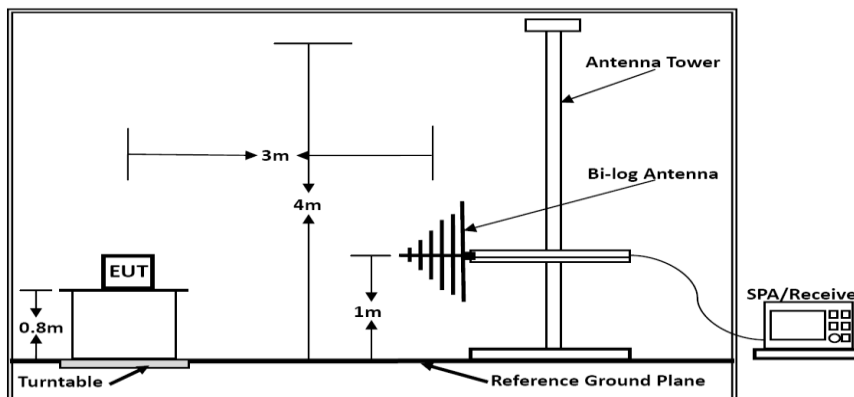 Antenna Tower
3m
Bi-log Antenna
4m
EUT
SPA/Receive
0.8m
1m
Turntable
Reference Ground Plane